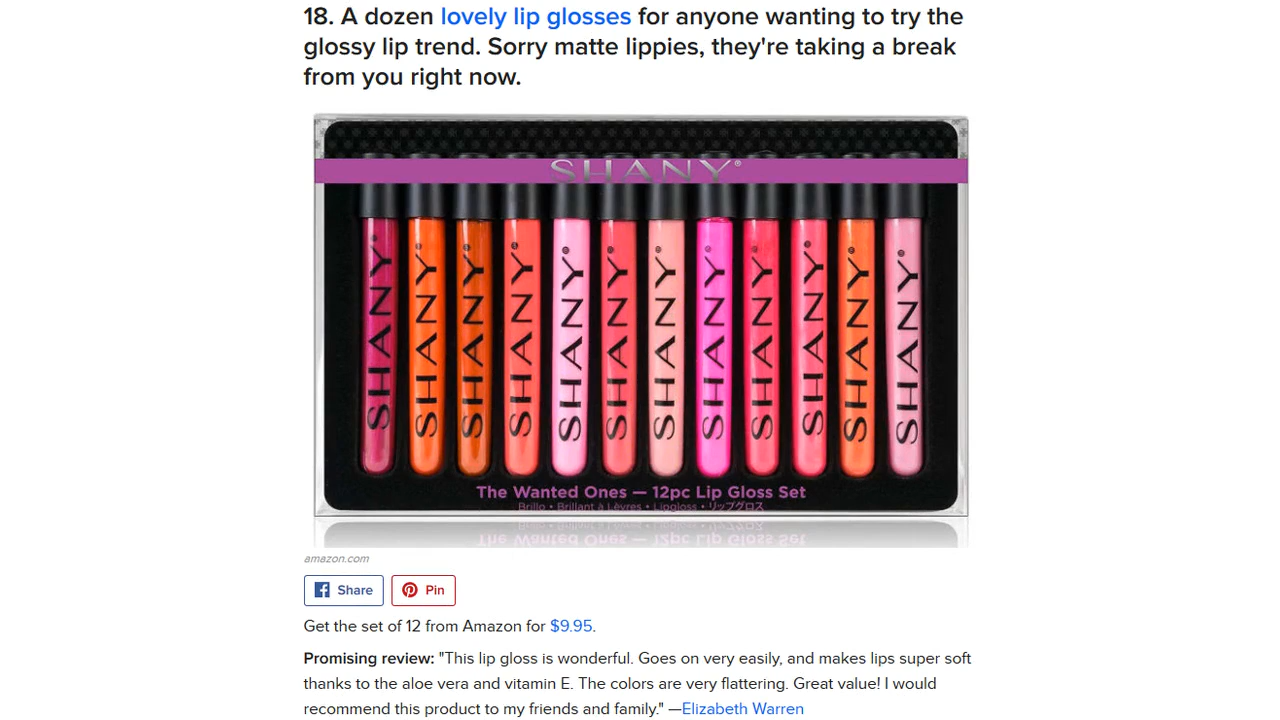 18. A dozen lovely lip glosses for anyone wanting to try the
glossy lip trend. Sorry matte lippies, they're taking a break
from you right now.
SHANY®
SHANY®
SHANY®
SHANY®
SHANY®
SHANY®
SHANY®
SHANY®
SHANY®
SHANY®
SHANY®
SHANY®
SHANY®
The Wanted Ones — 12pc Lip Gloss Set
Brillo • Brillant à Lèvres • Lipgloss • リップグロス
amazon.com
Share Pin
Get the set of 12 from Amazon for $9.95.
Promising review: "This lip gloss is wonderful. Goes on very easily, and makes lips super soft
thanks to the aloe vera and vitamin E. The colors are very flattering. Great value! I would
recommend this product to my friends and family." —Elizabeth Warren